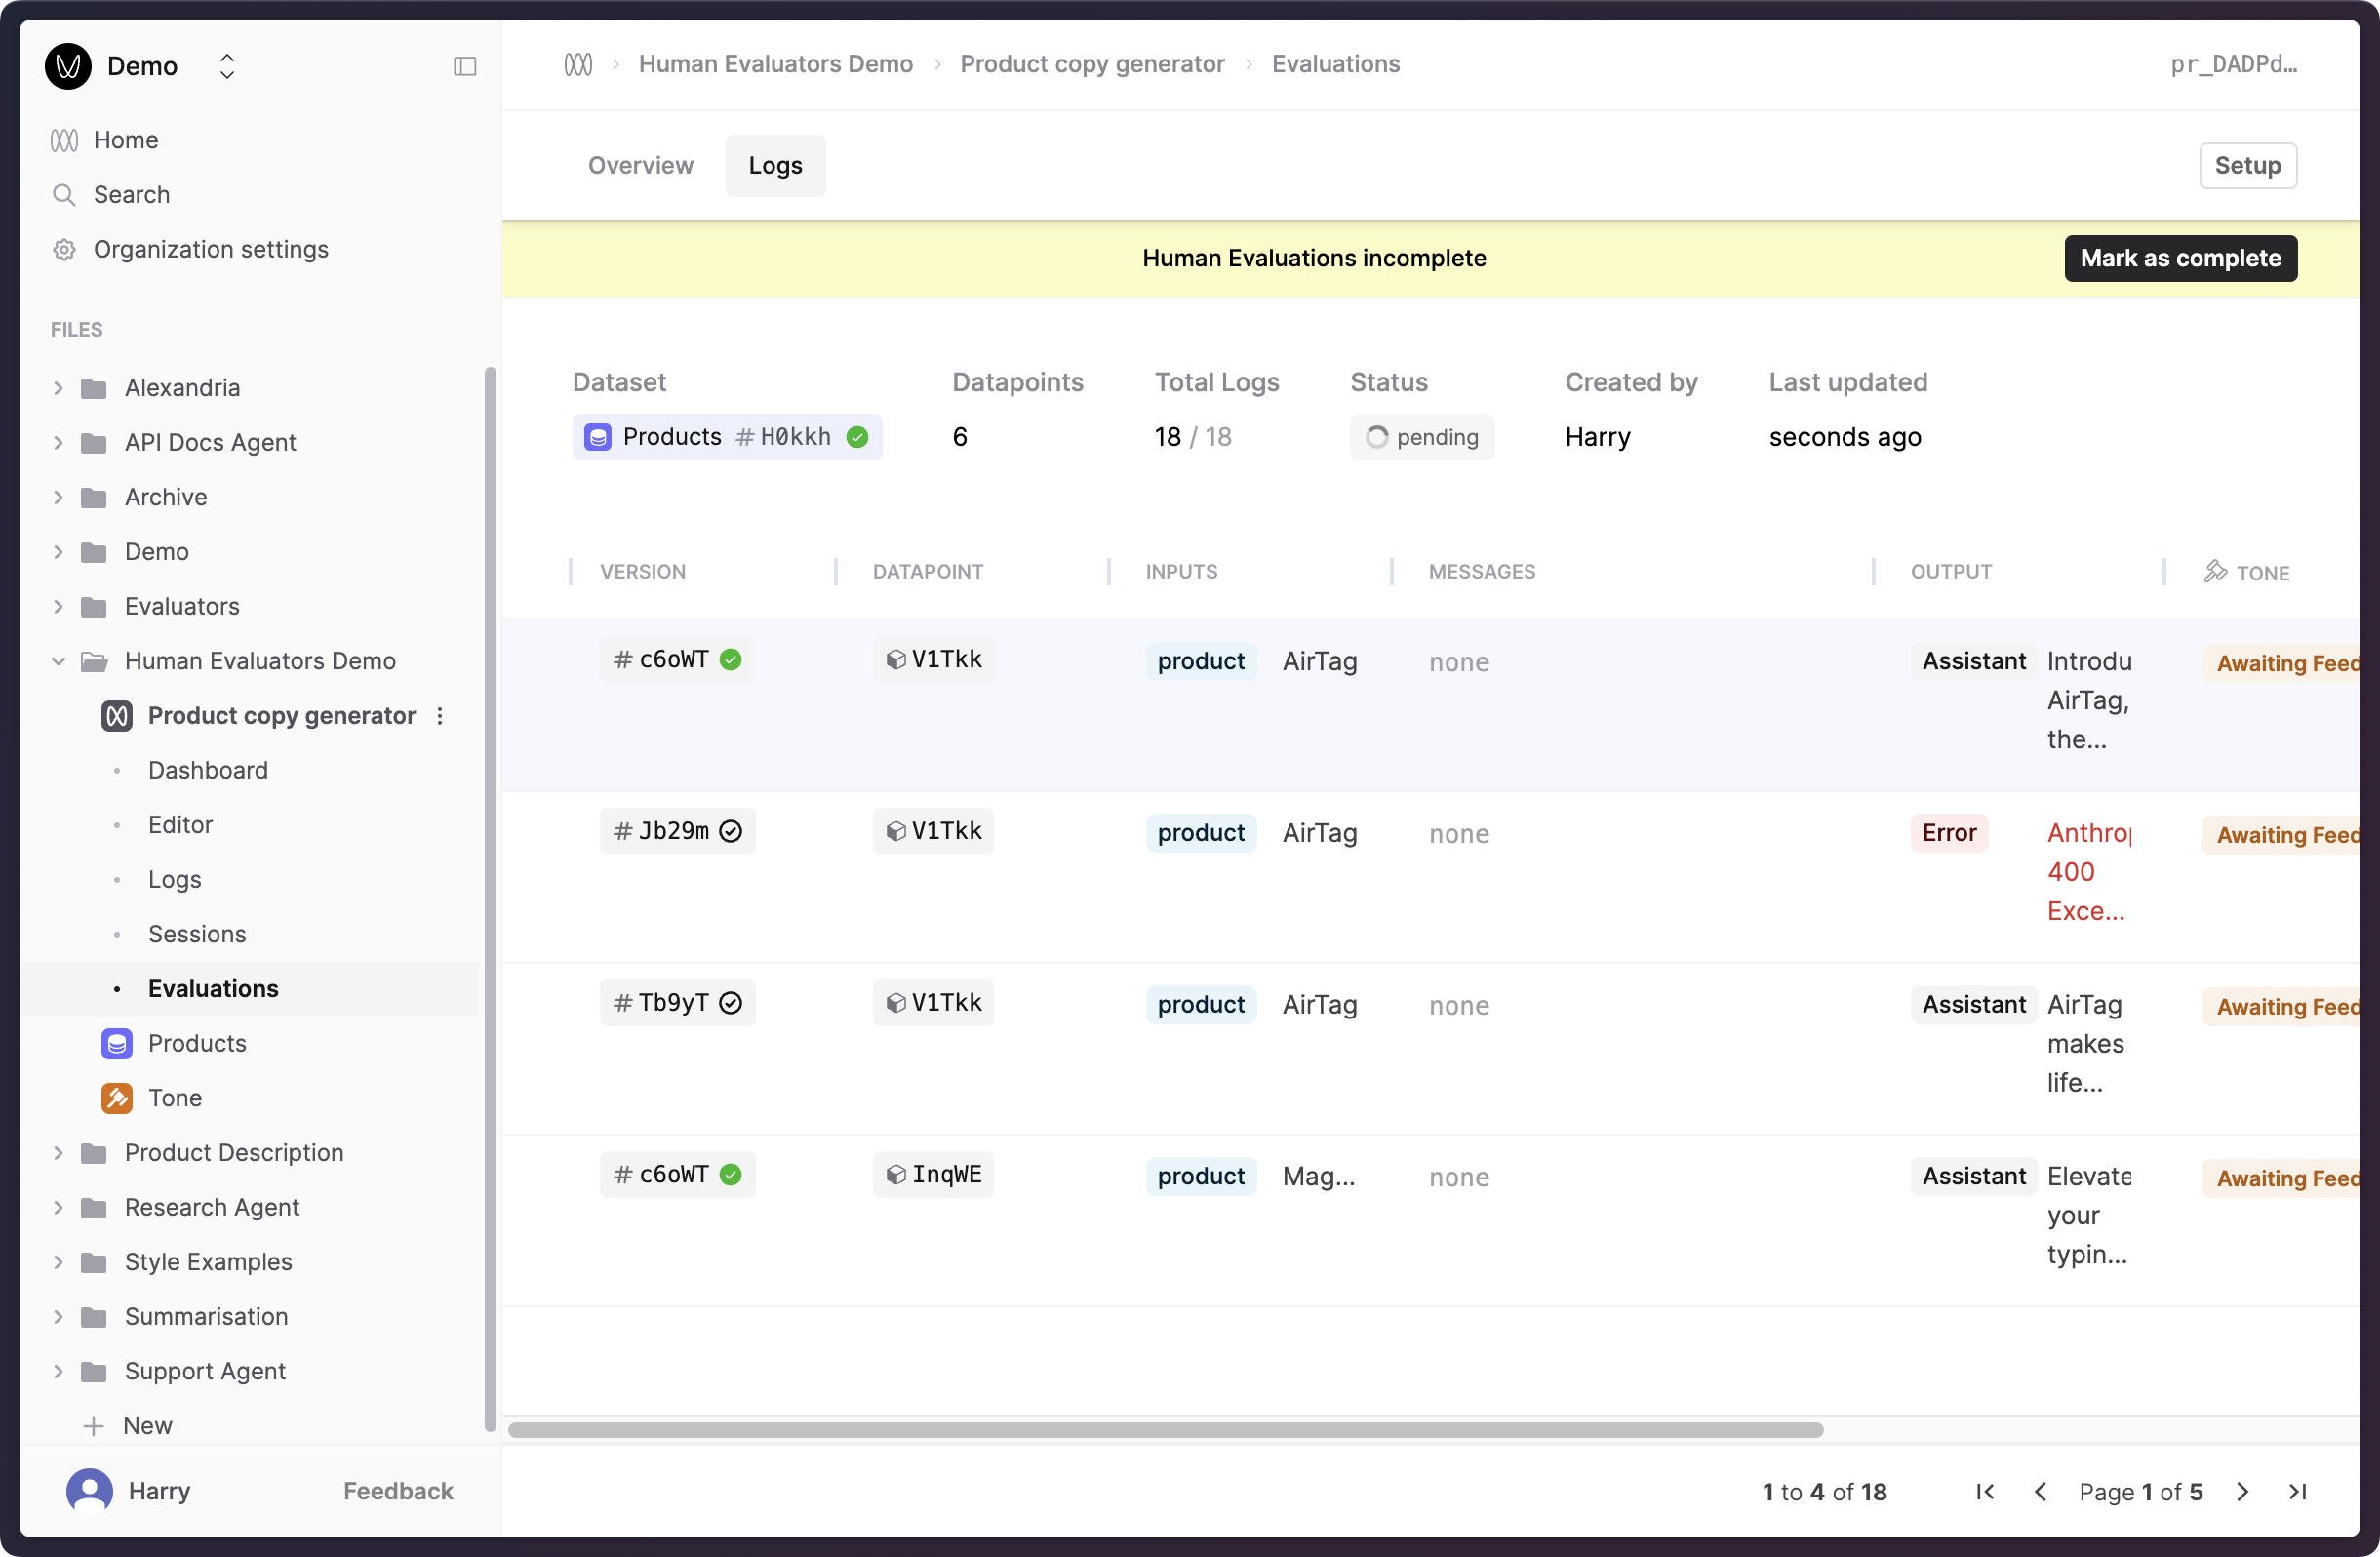 Demo
Home
Search
Organization settings
FILES
Alexandria
API Docs Agent
Archive
Demo
Evaluators
Human Evaluators Demo
Product copy generator
Dashboard
Editor
Logs
Sessions
Evaluations
Products
Tone
Product Description
Research Agent
Style Examples
Summarisation
Support Agent
New
Harry Feedback
Human Evaluators Demo Product copy generator Evaluations pr_DADPd...
Overview Logs Setup
Human Evaluations incomplete Mark as complete
Dataset Datapoints Total Logs Status Created by Last updated
Products #H0kkh 6 18 / 18 pending Harry seconds ago
VERSION DATAPOINT INPUTS MESSAGES OUTPUT TONE
#c6oWT V1Tkk product AirTag none Assistant Introdu Awaiting Feed
AirTag,
the...
#Jb29m V1Tkk product AirTag none Error Anthrop Awaiting Feed
400
Exce...
#Tb9yT V1Tkk product AirTag none Assistant AirTag Awaiting Feed
makes
life...
#c6oWT InqWE product Mag... none Assistant Elevate Awaiting Feed
your
typin...
1 to 4 of 18 Page 1 of 5